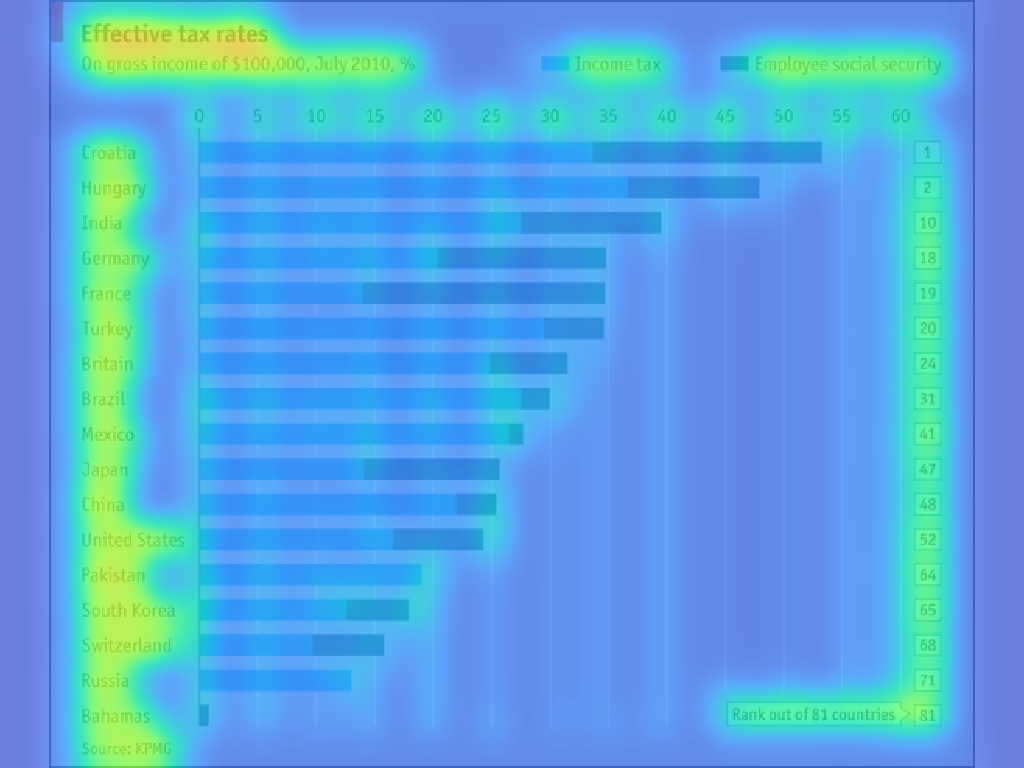 Effective tax rates
On gross income of $100,000, July 2010, %
Income tax
Employee social security
0 5 10 15 20 25 30 35 40 45 50 55 60
Croatia 1
Hungary 2
India 10
Germany 18
France 19
Turkey 20
Britain 24
Brazil 31
Mexico 41
Japan 47
China 48
United States 52
Pakistan 64
South Korea 65
Switzerland 68
Russia 71
Bahamas Rank out of 81 countries 81
Source: KPMG